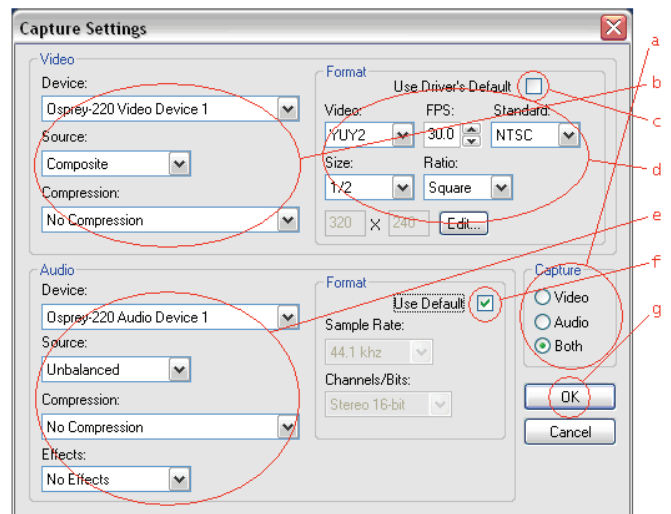 Capture Settings
Video
Device:
Osprey-220 Video Device 1
Source:
Composite
Compression:
No Compression
Format
Use Driver's Default
Video: FPS: Standard:
YUY2 30.0 NTSC
Size: Ratio:
1/2 Square
320 X 240 Edit...
Audio
Device:
Osprey-220 Audio Device 1
Source:
Unbalanced
Compression:
No Compression
Effects:
No Effects
Format
Use Default
Sample Rate:
44.1 khz
Channels/Bits:
Stereo 16-bit
Capture
Video
Audio
Both
OK
Cancel
a
b
c
d
e
f
g